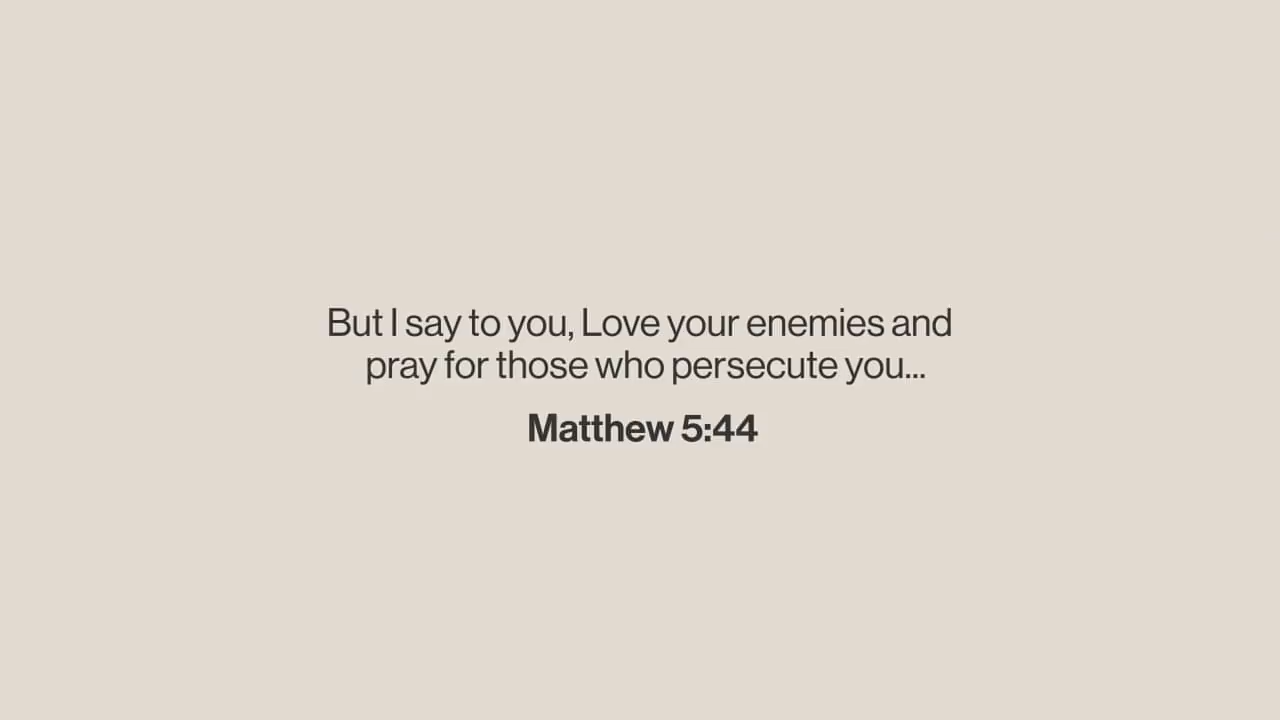 But I say to you, Love your enemies and
pray for those who persecute you...
Matthew 5:44